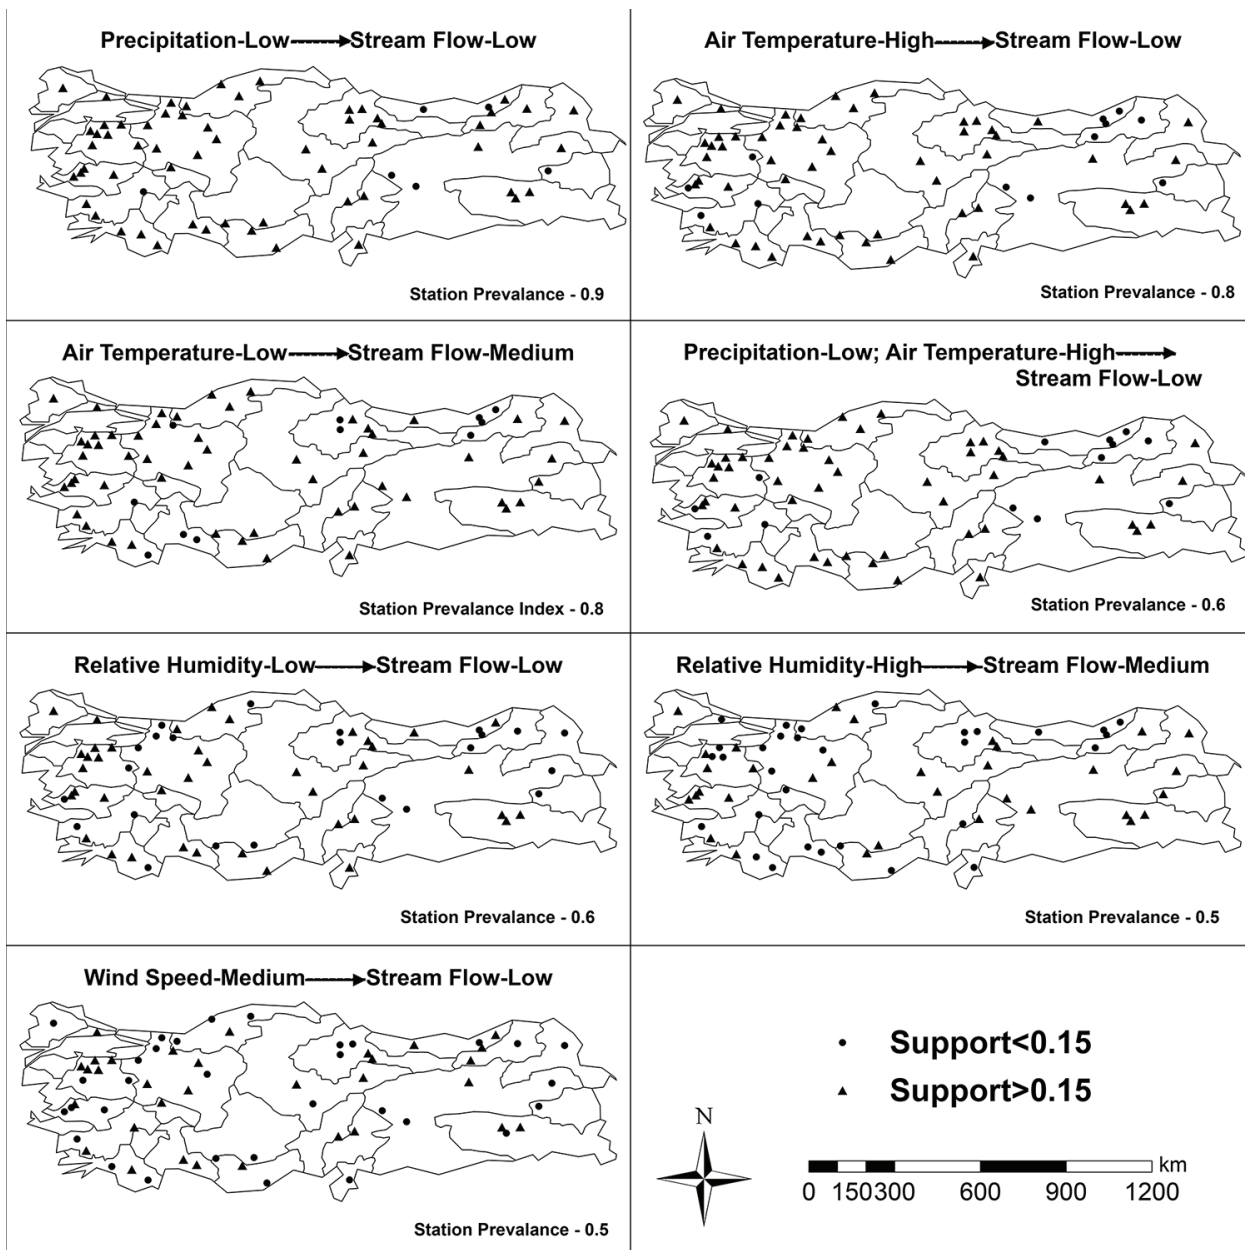 Precipitation-Low Stream Flow-Low
Station Prevalance - 0.9
Air Temperature-High Stream Flow-Low
Station Prevalance - 0.8
Air Temperature-Low Stream Flow-Medium
Station Prevalance Index - 0.8
Precipitation-Low; Air Temperature-High
Stream Flow-Low
Station Prevalance - 0.6
Relative Humidity-Low Stream Flow-Low
Station Prevalance - 0.6
Relative Humidity-High Stream Flow-Medium
Station Prevalance - 0.5
Wind Speed-Medium Stream Flow-Low
Station Prevalance - 0.5
Support<0.15
Support>0.15
N
km
0 150 300 600 900 1200